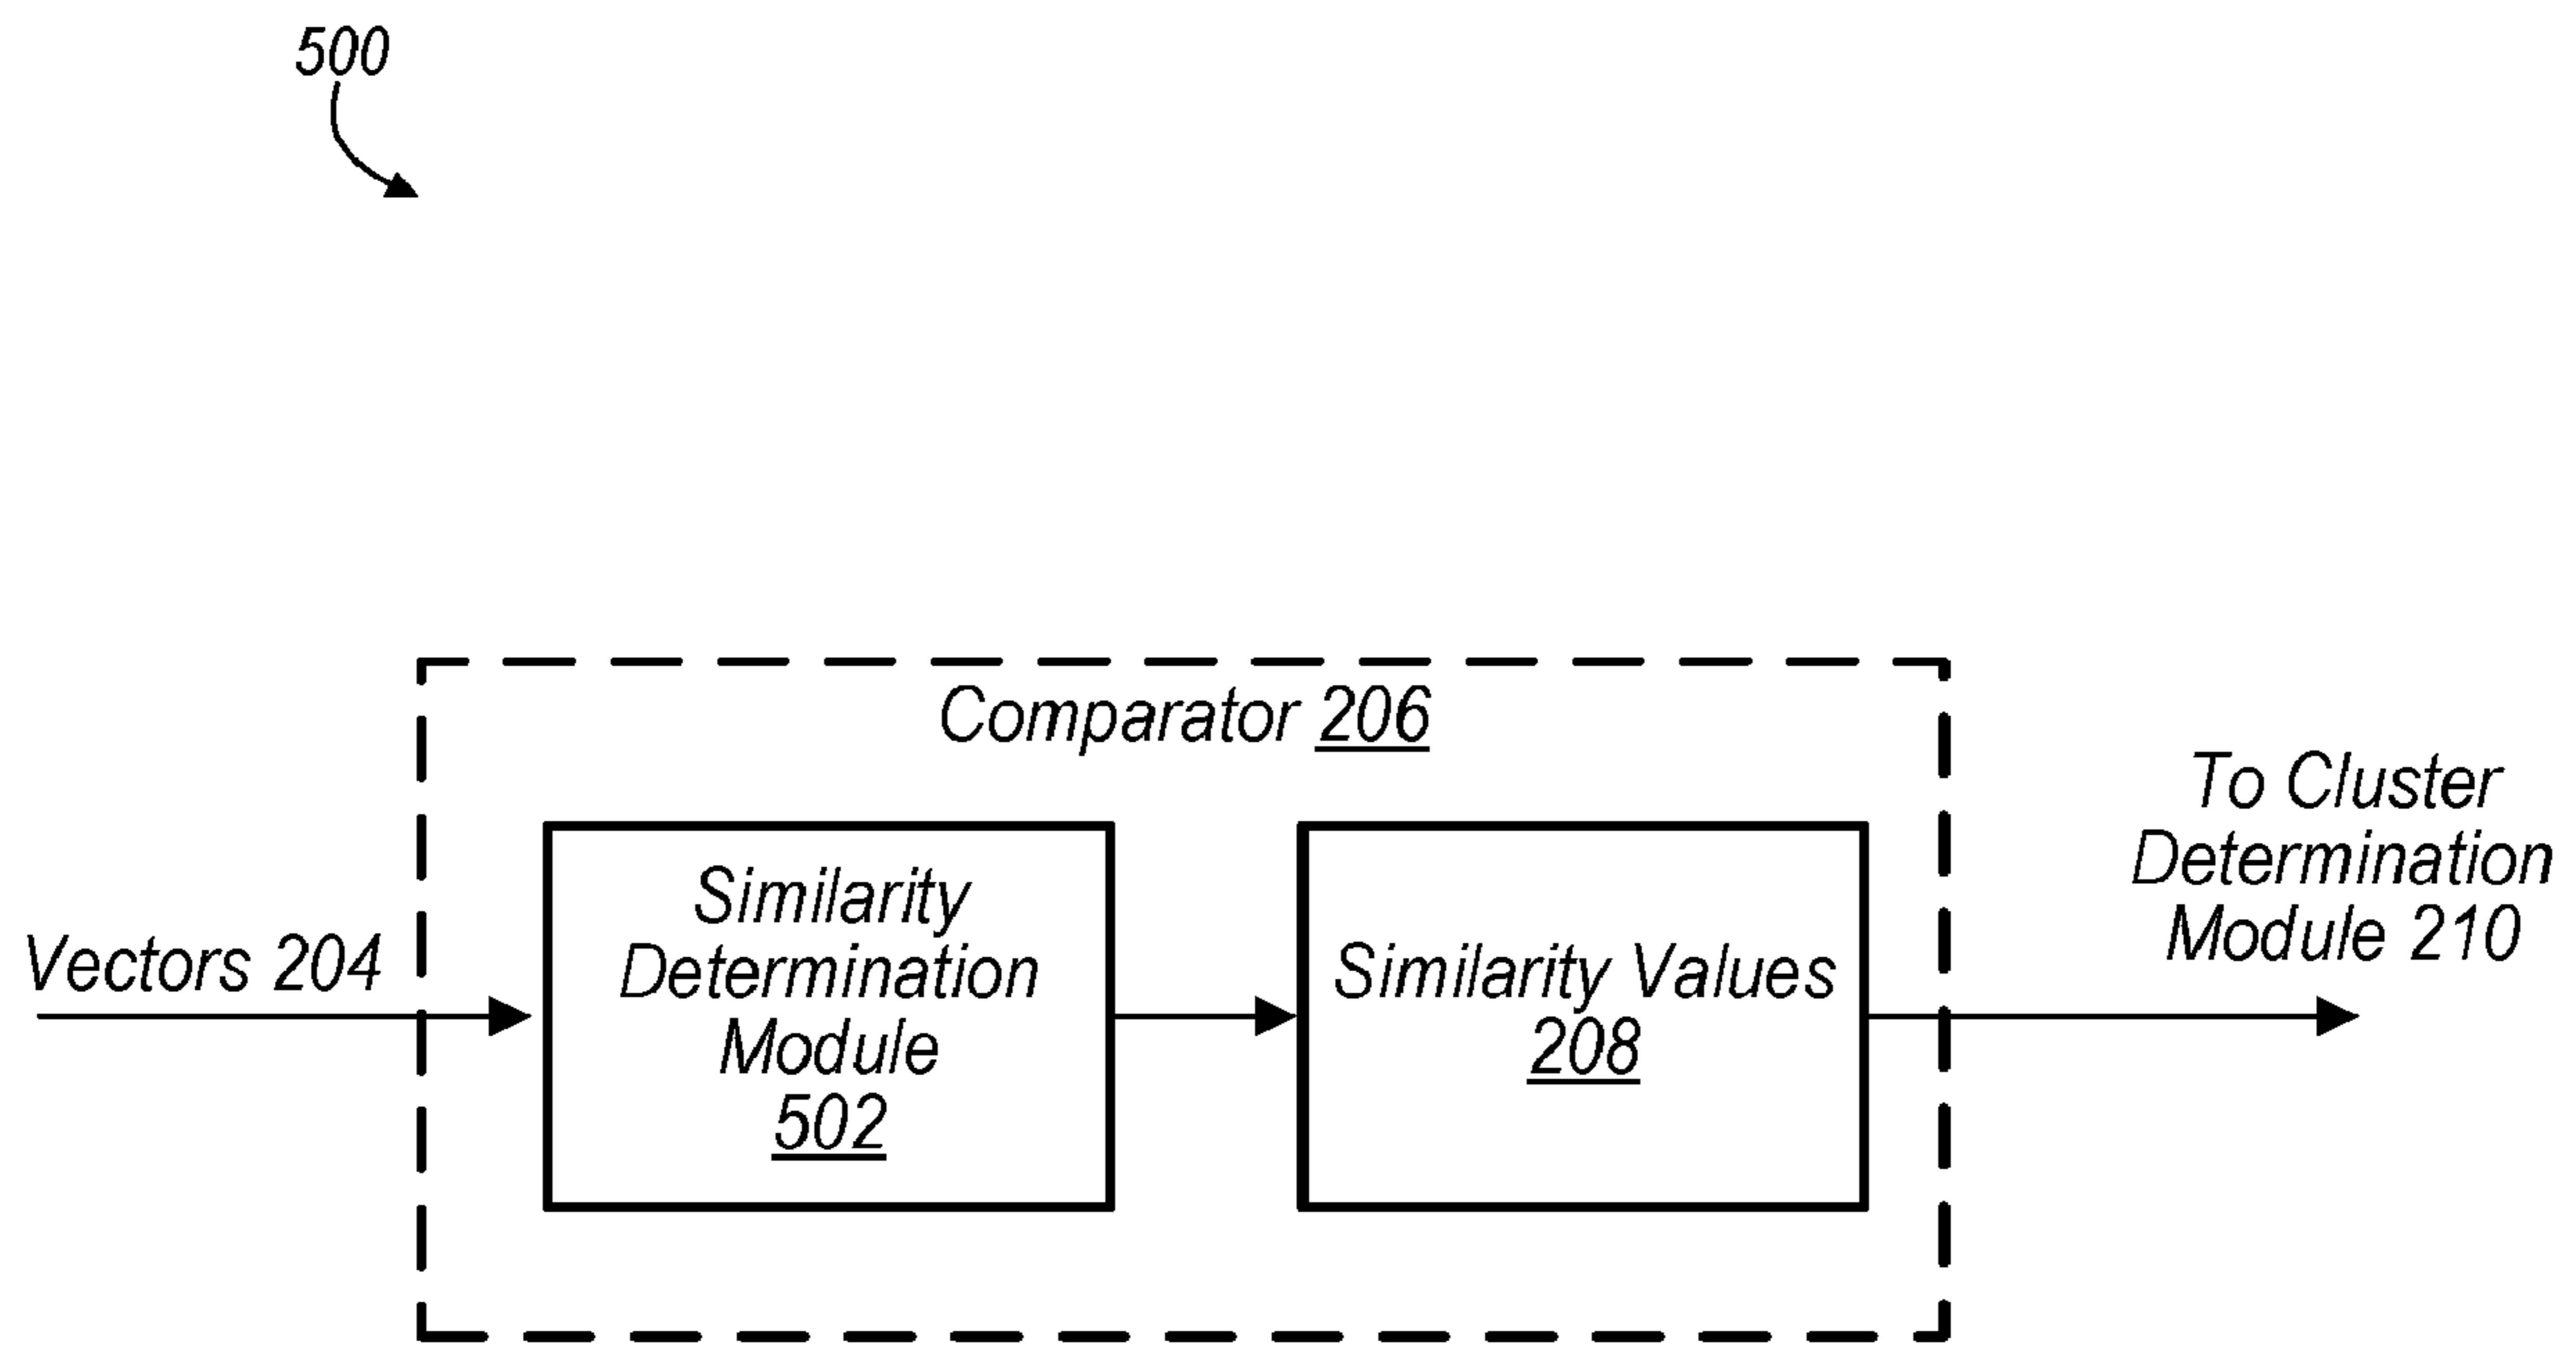 500
Comparator 206
To Cluster
Determination
Module 210
Vectors 204
Similarity
Determination
Module
502
Similarity Values
208